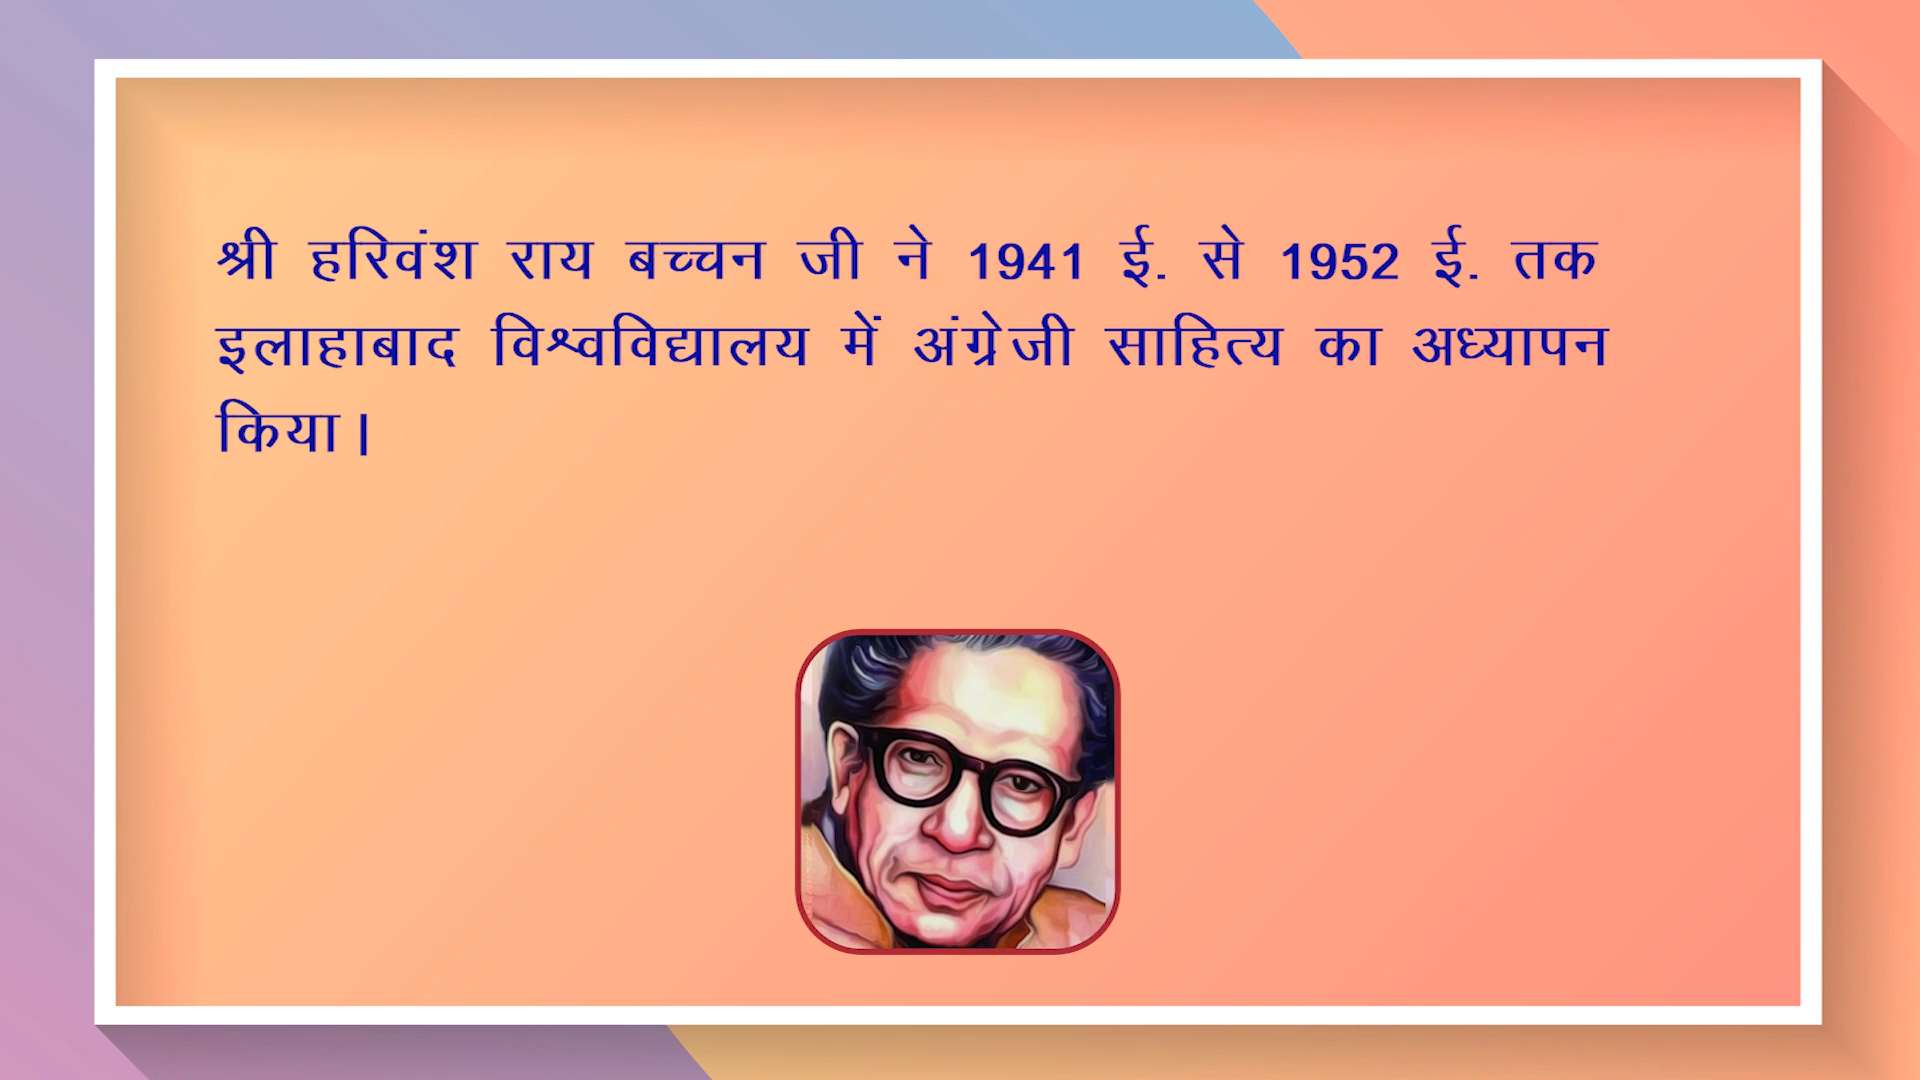 श्री हरिवंश राय बच्चन जी ने 1941 ई. से 1952 ई. तक
इलाहाबाद विश्वविद्यालय में अंग्रेजी साहित्य का अध्यापन
किया।